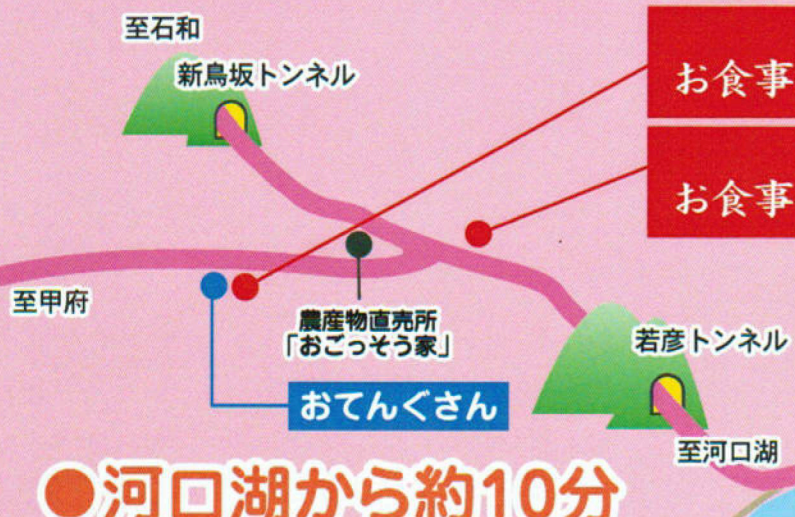 至石和
新鳥坂トンネル
お食事
お食事
至甲府
農産物直売所
「おごっそう家」
若彦トンネル
おてんぐさん
至河口湖
●河口湖から約10分